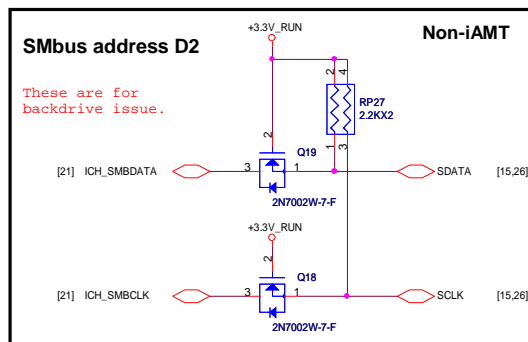 +3.3V_RUN
Non-iAMT
SMbus address D2
These are for
backdrive issue.
2 4
RP27
2.2KX2
2
1 3
Q19
[21] ICH_SMBDATA 3 1 SDATA [15,26]
2N7002W-7-F
+3.3V_RUN
2
Q18
[21] ICH_SMBCLK 3 1 SCLK [15,26]
2N7002W-7-F